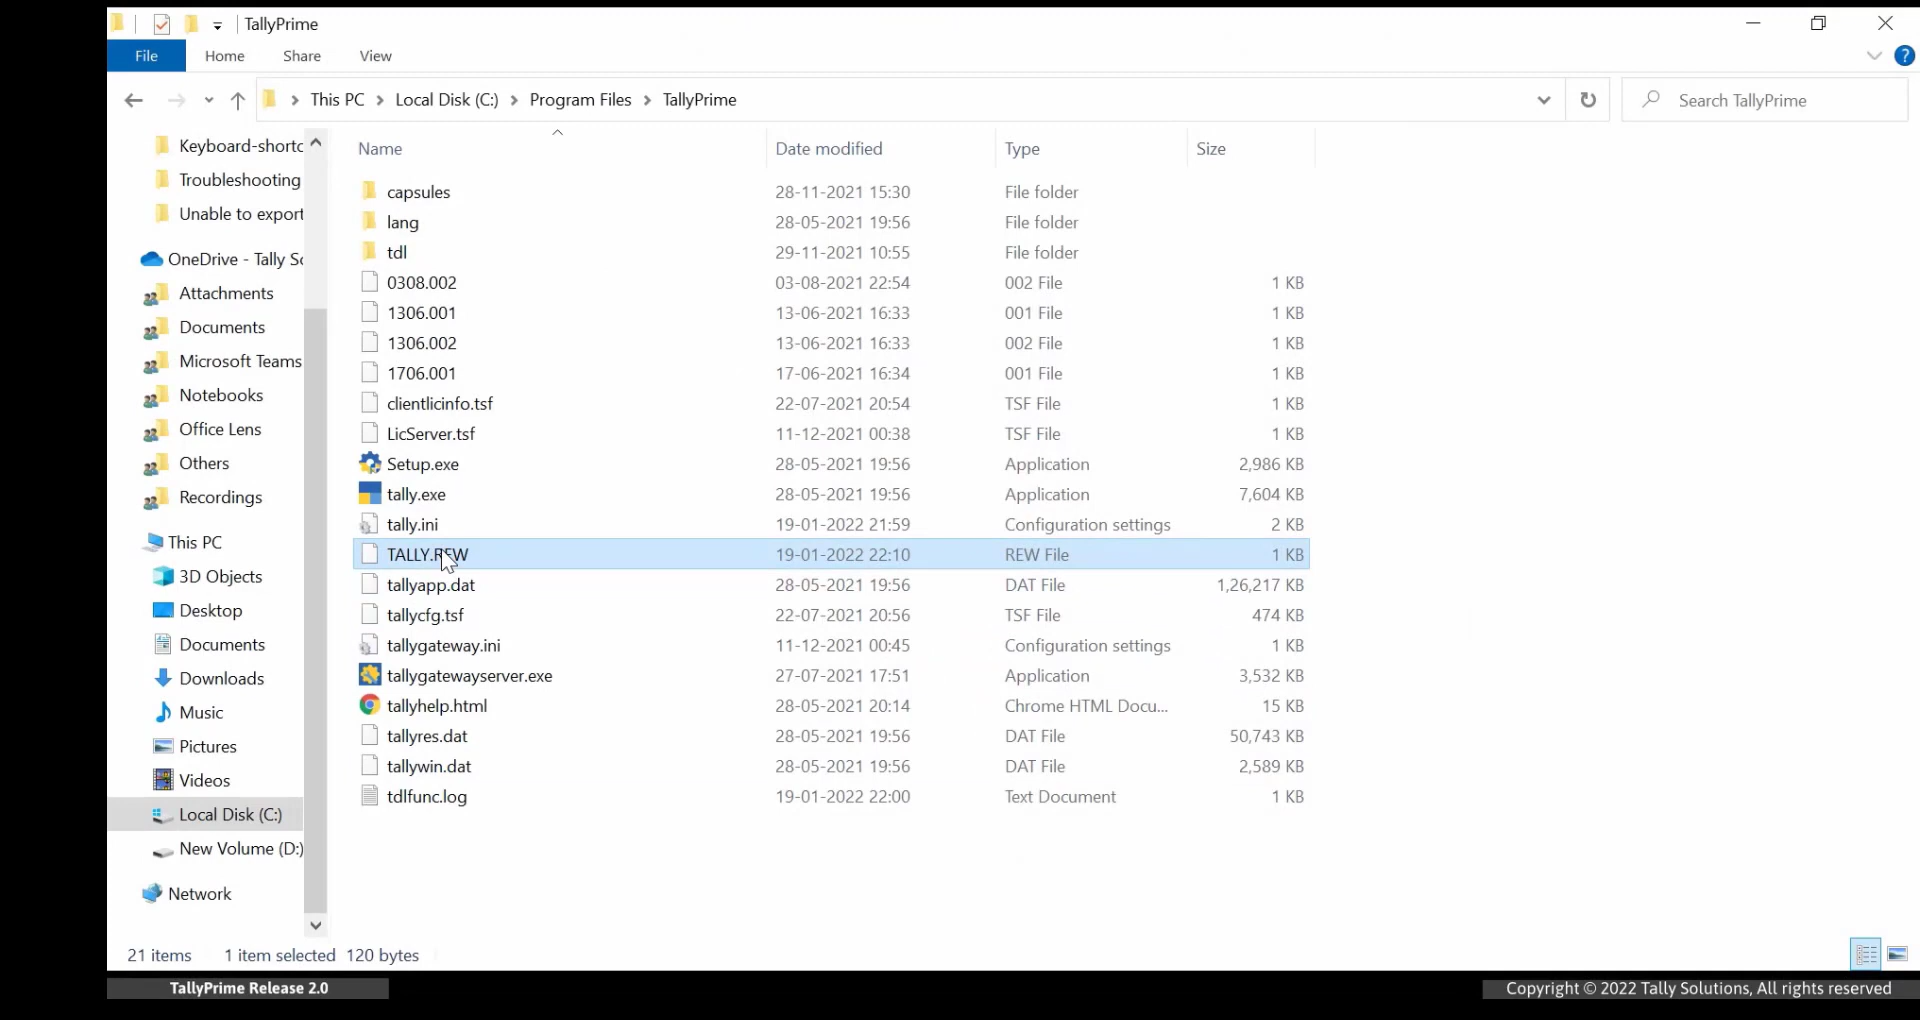 TallyPrime
File Home Share View
This PC Local Disk (C:) Program Files TallyPrime
Search TallyPrime
Keyboard-shortc
Troubleshooting
Unable to export
OneDrive - Tally So
Attachments
Documents
Microsoft Teams
Notebooks
Office Lens
Others
Recordings
This PC
3D Objects
Desktop
Documents
Downloads
Music
Pictures
Videos
Local Disk (C:)
New Volume (D:)
Network
Name Date modified Type Size
capsules 28-11-2021 15:30 File folder
lang 28-05-2021 19:56 File folder
tdl 29-11-2021 10:55 File folder
0308.002 03-08-2021 22:54 002 File 1 KB
1306.001 13-06-2021 16:33 001 File 1 KB
1306.002 13-06-2021 16:33 002 File 1 KB
1706.001 17-06-2021 16:34 001 File 1 KB
clientlicinfo.tsf 22-07-2021 20:54 TSF File 1 KB
LicServer.tsf 11-12-2021 00:38 TSF File 1 KB
Setup.exe 28-05-2021 19:56 Application 2,986 KB
tally.exe 28-05-2021 19:56 Application 7,604 KB
tally.ini 19-01-2022 21:59 Configuration settings 2 KB
TALLY.REW 19-01-2022 22:10 REW File 1 KB
tallyapp.dat 28-05-2021 19:56 DAT File 1,26,217 KB
tallycfg.tsf 22-07-2021 20:56 TSF File 474 KB
tallygateway.ini 11-12-2021 00:45 Configuration settings 1 KB
tallygatewayserver.exe 27-07-2021 17:51 Application 3,532 KB
tallyhelp.html 28-05-2021 20:14 Chrome HTML Docu... 15 KB
tallyres.dat 28-05-2021 19:56 DAT File 50,743 KB
tallywin.dat 28-05-2021 19:56 DAT File 2,589 KB
tdlfunc.log 19-01-2022 22:00 Text Document 1 KB
21 items 1 item selected 120 bytes
TallyPrime Release 2.0
Copyright © 2022 Tally Solutions, All rights reserved